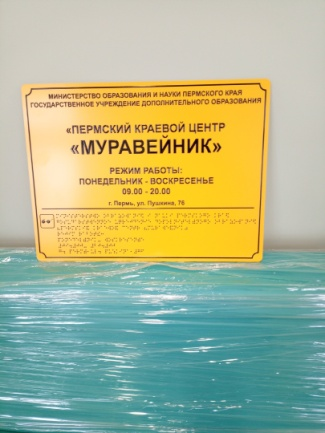 МИНИСТЕРСТВО ОБРАЗОВАНИЯ И НАУКИ ПЕРМСКОГО КРАЯ
ГОСУДАРСТВЕННОЕ УЧРЕЖДЕНИЕ ДОПОЛНИТЕЛЬНОГО ОБРАЗОВАНИЯ
«ПЕРМСКИЙ КРАЕВОЙ ЦЕНТР
«МУРАВЕЙНИК»
РЕЖИМ РАБОТЫ:
ПОНЕДЕЛЬНИК - ВОСКРЕСЕНЬЕ
09.00 - 20.00
г. Пермь, ул. Пушкина, 76